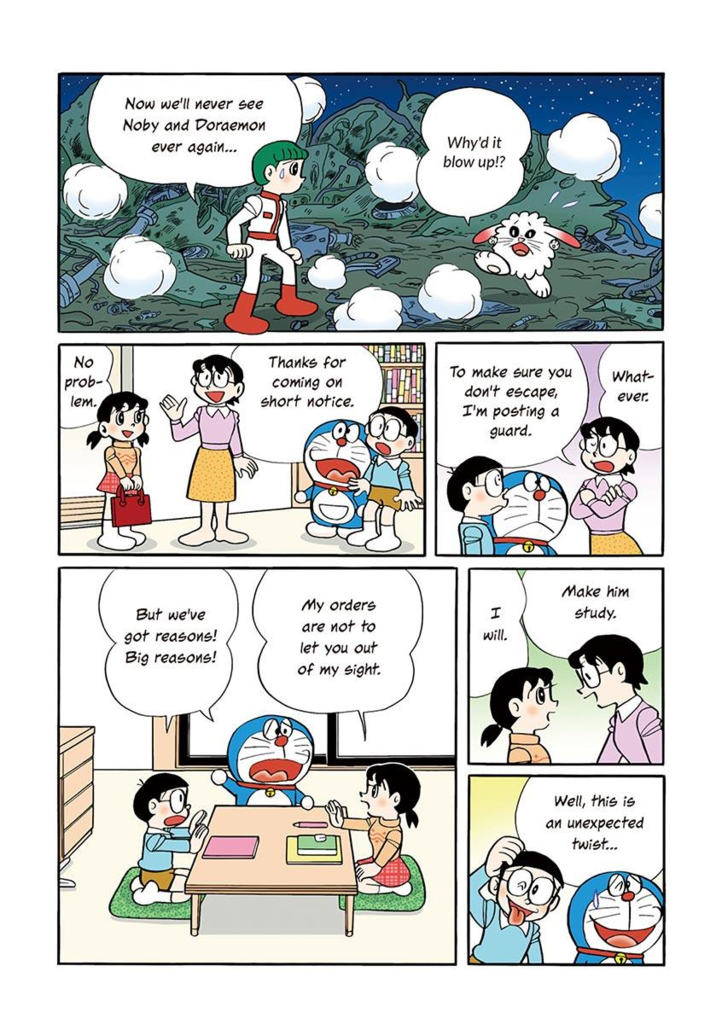 Why'd it
blow up!?
Now we'll never see
Noby and Doraemon
ever again...
What-
ever.
To make sure you
don't escape,
I'm posting a
guard.
Thanks for
coming on
short notice.
No
prob-
lem.
Make him
study.
I
will.
Well, this is
an unexpected
twist...
My orders
are not to
let you out
of my sight.
But we've
got reasons!
Big reasons!